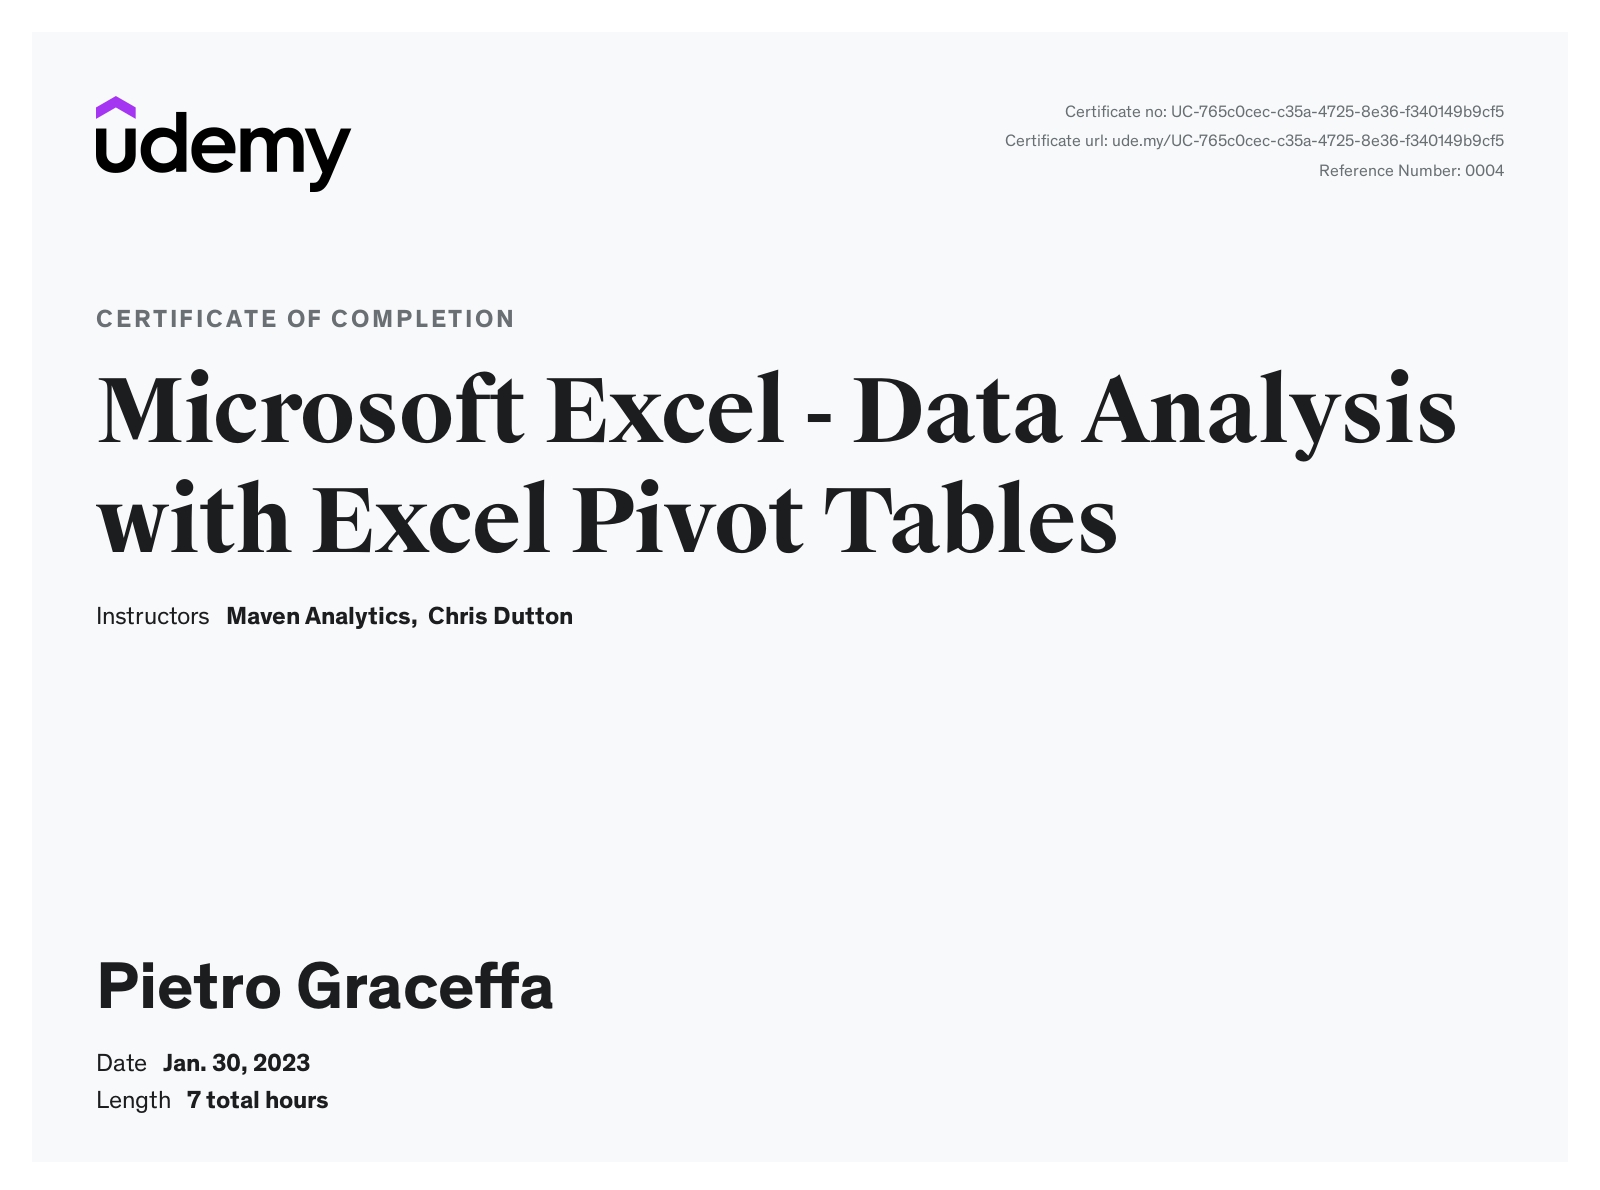 udemy
Certificate no: UC-765c0cec-c35a-4725-8e36-f340149b9cf5
Certificate url: ude.my/UC-765c0cec-c35a-4725-8e36-f340149b9cf5
Reference Number: 0004
CERTIFICATE OF COMPLETION
Microsoft Excel - Data Analysis
with Excel Pivot Tables
Instructors Maven Analytics, Chris Dutton
Pietro Graceffa
Date Jan. 30, 2023
Length 7 total hours